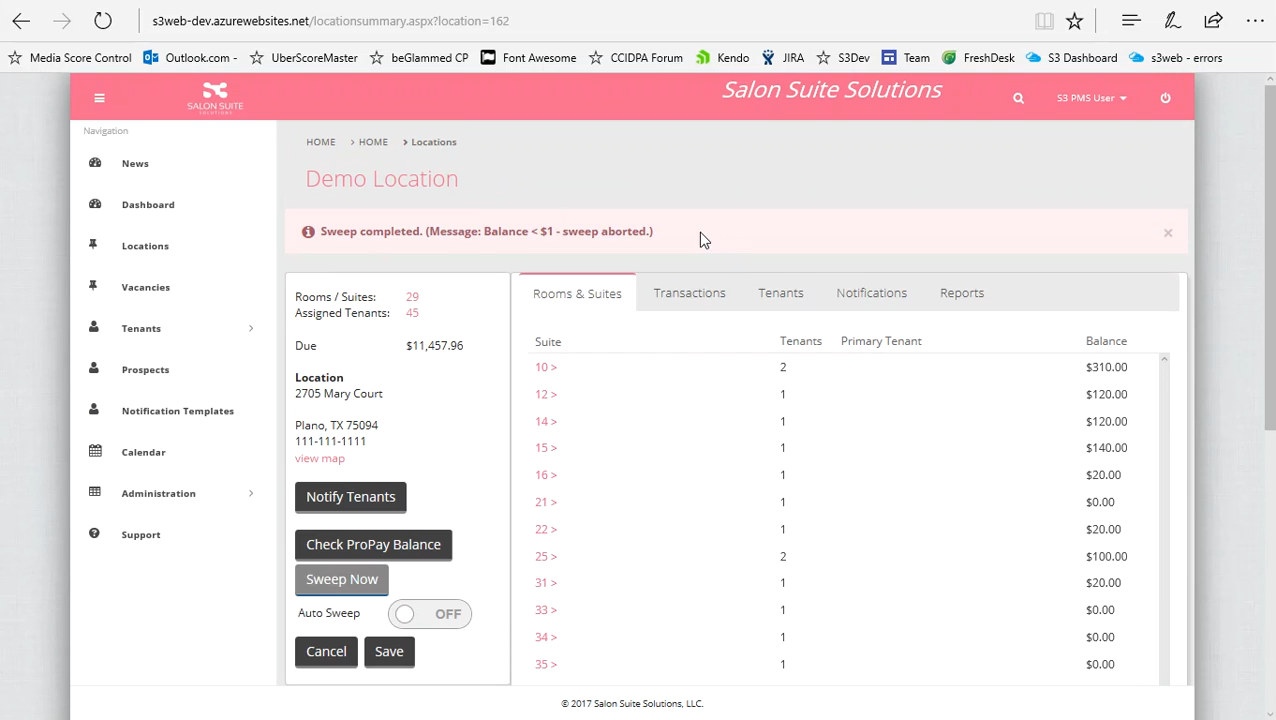 s3web-dev.azurewebsites.net/locationsummary.aspx?location=162
Media Score Control Outlook.com - UberScoreMaster beGlammed CP Font Awesome CCIDPA Forum Kendo JIRA S3Dev Team FreshDesk S3 Dashboard s3web - errors
SALON SUITE
LOCATIONS
Salon Suite Solutions
S3 PMS User
Navigation
News
Dashboard
Locations
Vacancies
Tenants >
Prospects
Notification Templates
Calendar
Administration >
Support
HOME > HOME > Locations
Demo Location
Sweep completed. (Message: Balance < $1 - sweep aborted.) ×
Rooms / Suites: 29
Assigned Tenants: 45
Due $11,457.96
Location
2705 Mary Court
Plano, TX 75094
111-111-1111
view map
Notify Tenants
Check ProPay Balance
Sweep Now
Auto Sweep OFF
Cancel Save
Rooms & Suites Transactions Tenants Notifications Reports
Suite Tenants Primary Tenant Balance
10 > 2 $310.00
12 > 1 $120.00
14 > 1 $120.00
15 > 1 $140.00
16 > 1 $20.00
21 > 1 $0.00
22 > 1 $20.00
25 > 2 $100.00
31 > 1 $20.00
33 > 1 $0.00
34 > 1 $0.00
35 > 1 $0.00
© 2017 Salon Suite Solutions, LLC.